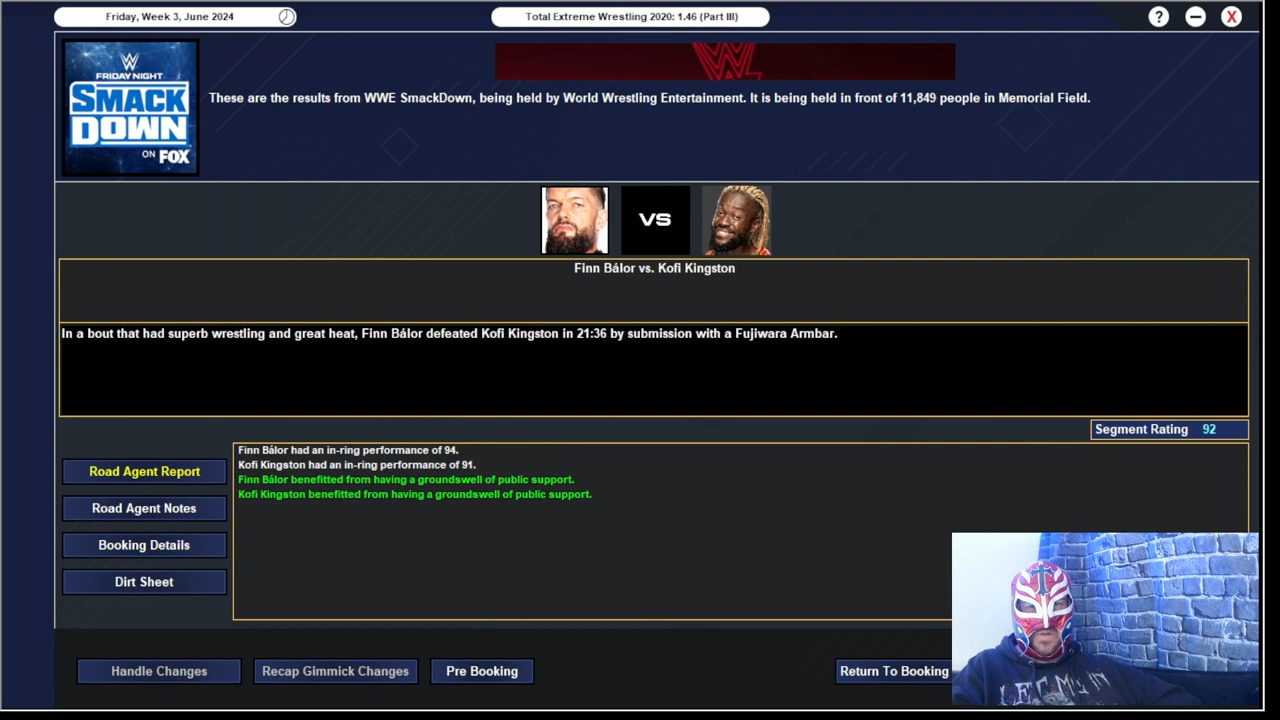 Friday, Week 3, June 2024
Total Extreme Wrestling 2020: 1.46 (Part III)
?
X
FRIDAY NIGHT
SMACK
DOWN
ON FOX
These are the results from WWE SmackDown, being held by World Wrestling Entertainment. It is being held in front of 11,849 people in Memorial Field.
VS
Finn Bálor vs. Kofi Kingston
In a bout that had superb wrestling and great heat, Finn Bálor defeated Kofi Kingston in 21:36 by submission with a Fujiwara Armbar.
Segment Rating 92
Road Agent Report
Road Agent Notes
Booking Details
Dirt Sheet
Finn Bálor had an in-ring performance of 94.
Kofi Kingston had an in-ring performance of 91.
Finn Bálor benefitted from having a groundswell of public support.
Kofi Kingston benefitted from having a groundswell of public support.
Handle Changes
Recap Gimmick Changes
Pre Booking
Return To Booking